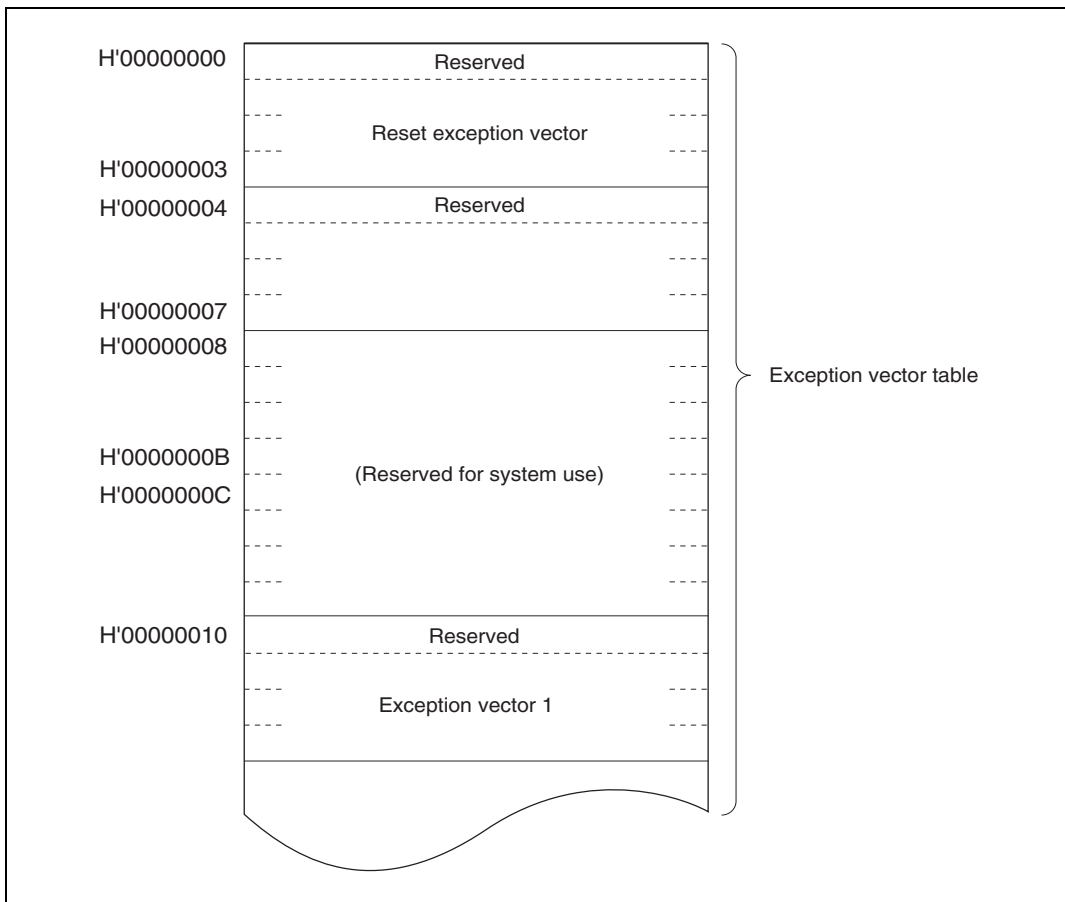 H'00000000
Reserved
Reset exception vector
H'00000003
H'00000004
Reserved
H'00000007
H'00000008
Exception vector table
H'0000000B
(Reserved for system use)
H'0000000C
H'00000010
Reserved
Exception vector 1